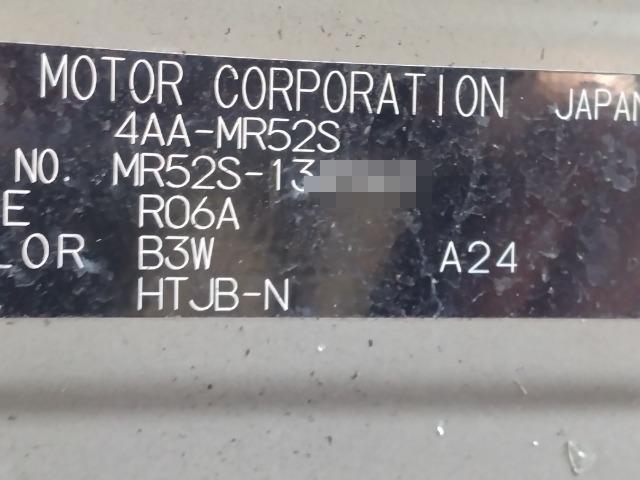 MOTOR CORPORATION JAPAN
4AA-MR52S
NO. MR52S-13
E R06A
LOR B3W A24
HTJB-N